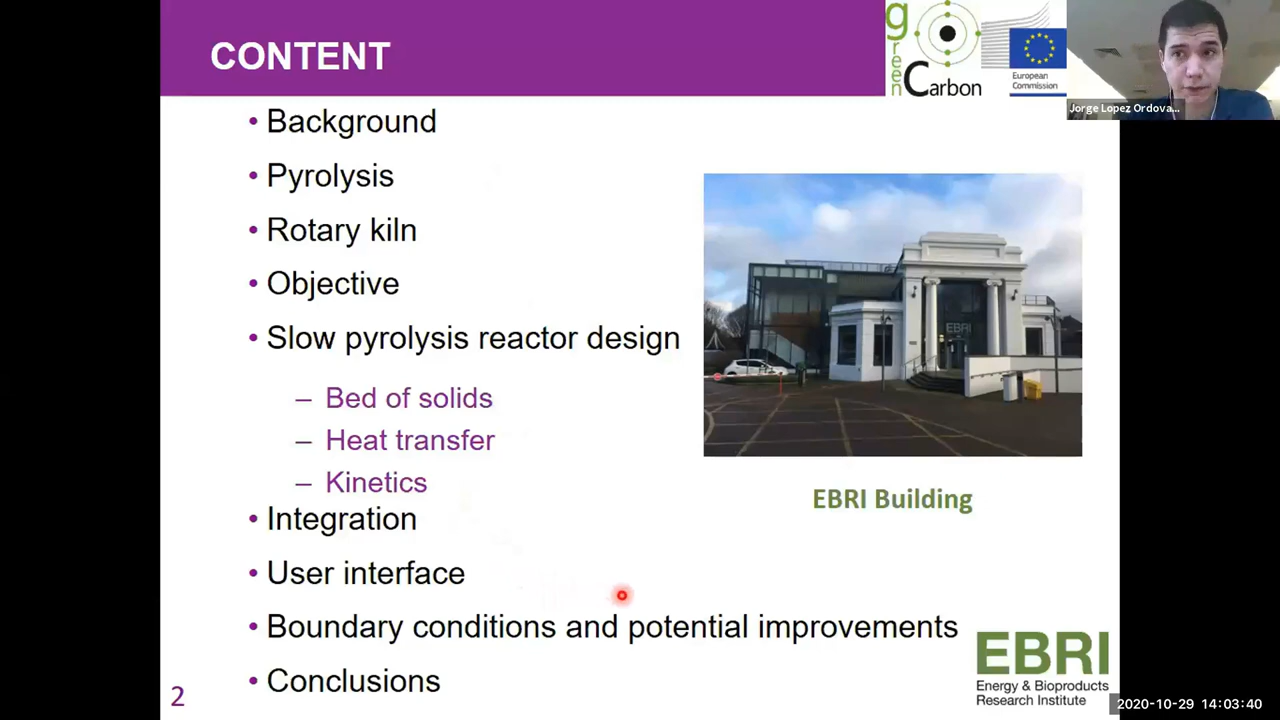 CONTENT
green Carbon
European
Commission
Jorge Lopez Ordova...
• Background
• Pyrolysis
• Rotary kiln
• Objective
• Slow pyrolysis reactor design
– Bed of solids
– Heat transfer
– Kinetics
• Integration
• User interface
• Boundary conditions and potential improvements
• Conclusions
EBRI
EBRI Building
EBRI
Energy & Bioproducts
Research Institute
2
2020-10-29 14:03:40